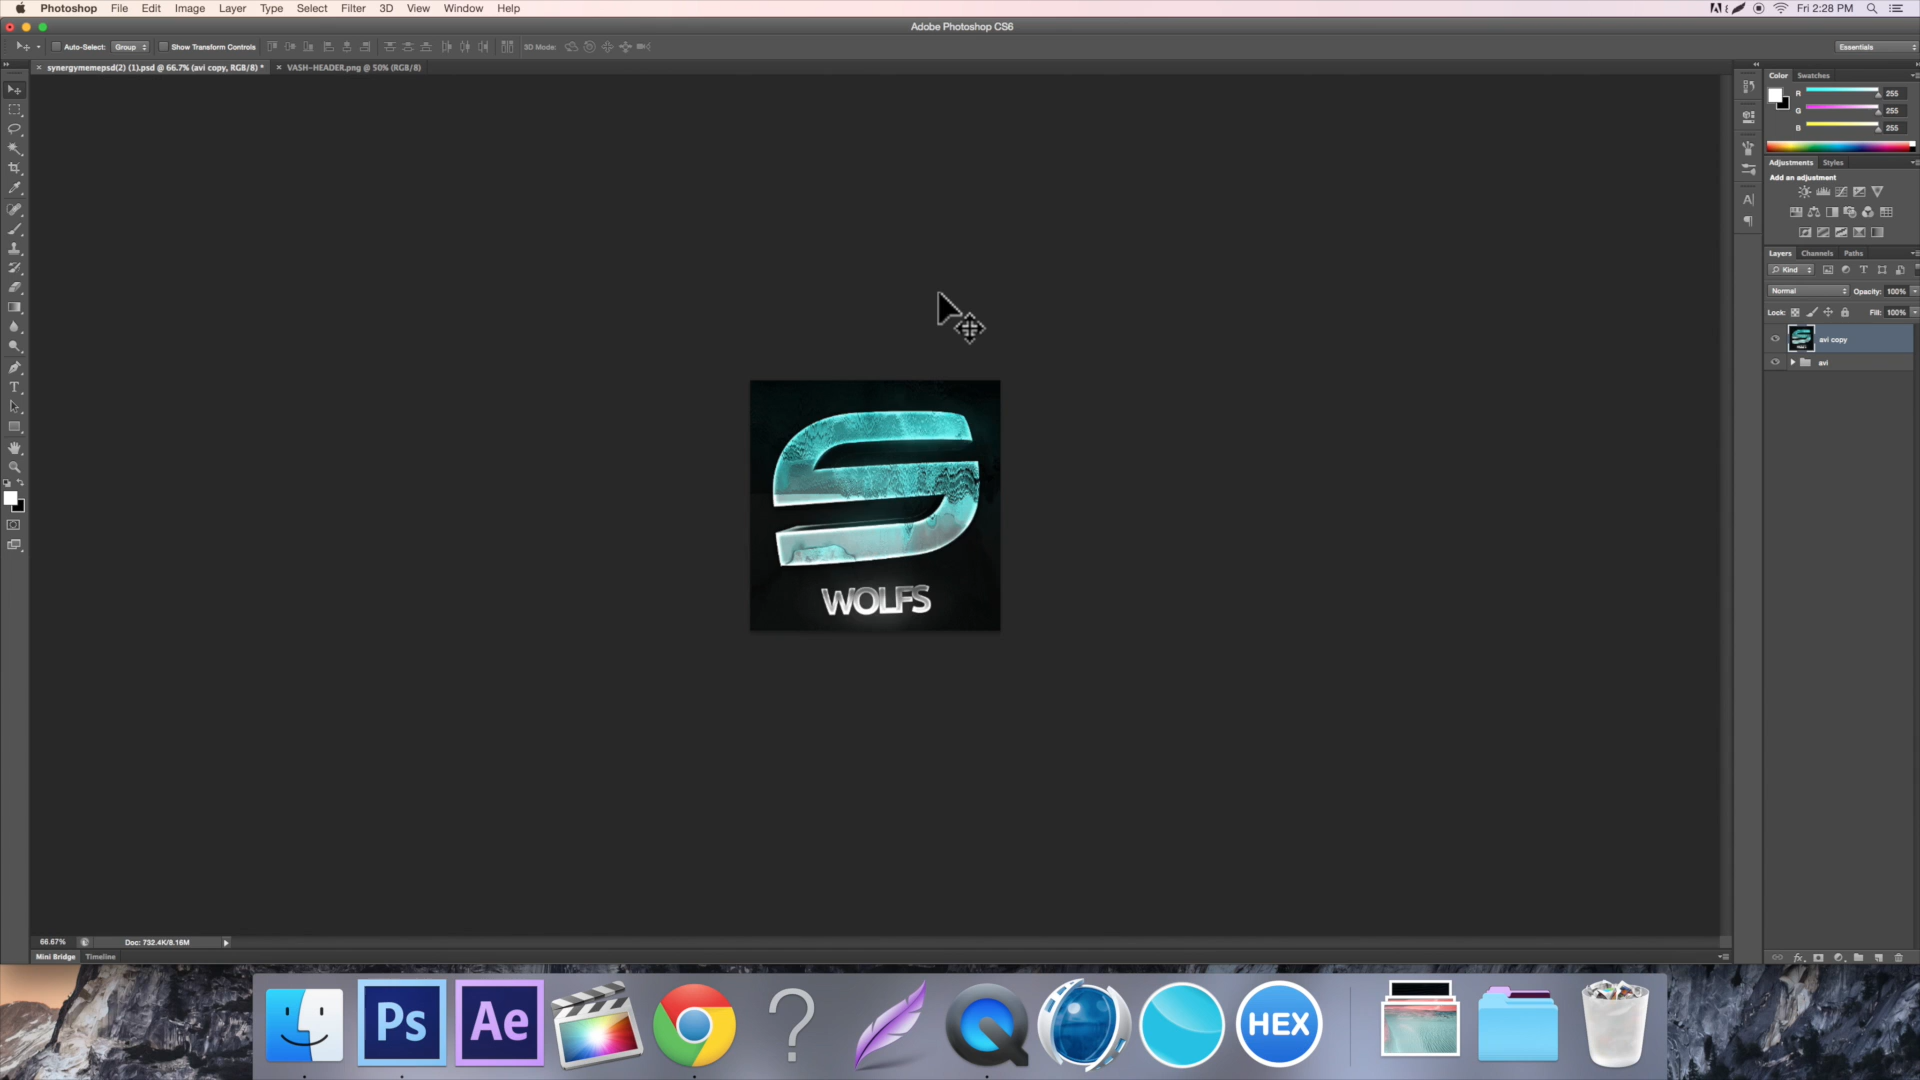 Photoshop File Edit Image Layer Type Select Filter 3D View Window Help Fri 2:28 PM
Adobe Photoshop CS6
Auto-Select: Group Show Transform Controls 3D Mode: Essentials
synergymemepsd(2) (1).psd @ 66.7% (avi copy, RGB/8) * VASH-HEADER.png @ 50% (RGB/8)
Color Swatches
R 255
G 255
B 255
Adjustments Styles
Add an adjustment
Layers Channels Paths
Kind
Normal Opacity: 100%
Lock: Fill: 100%
avi copy
avi
WOLFS
66.67% Doc: 732.4K/8.16M
Mini Bridge Timeline
Ps Ae ? HEX